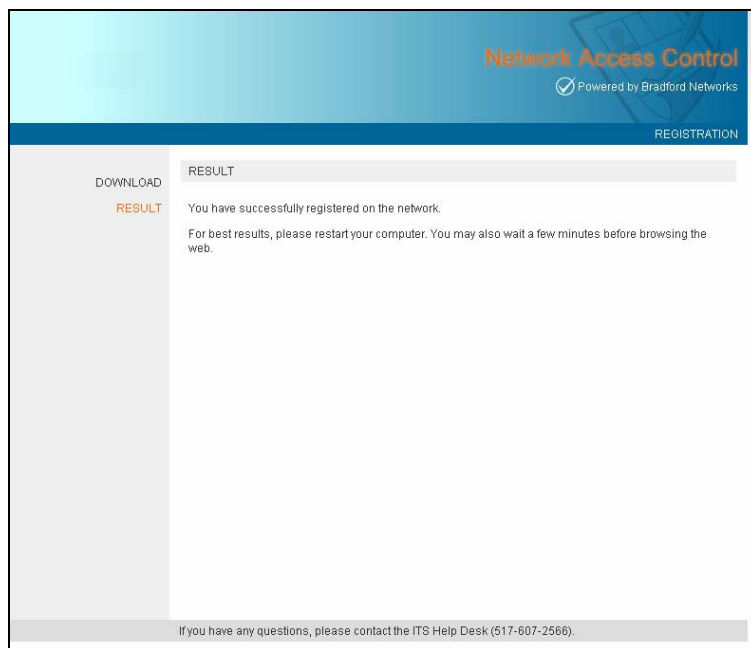 Network Access Control
Powered by Bradford Networks
REGISTRATION
DOWNLOAD
RESULT
RESULT
You have successfully registered on the network.
For best results, please restart your computer. You may also wait a few minutes before browsing the
web.
If you have any questions, please contact the ITS Help Desk (517-607-2566).